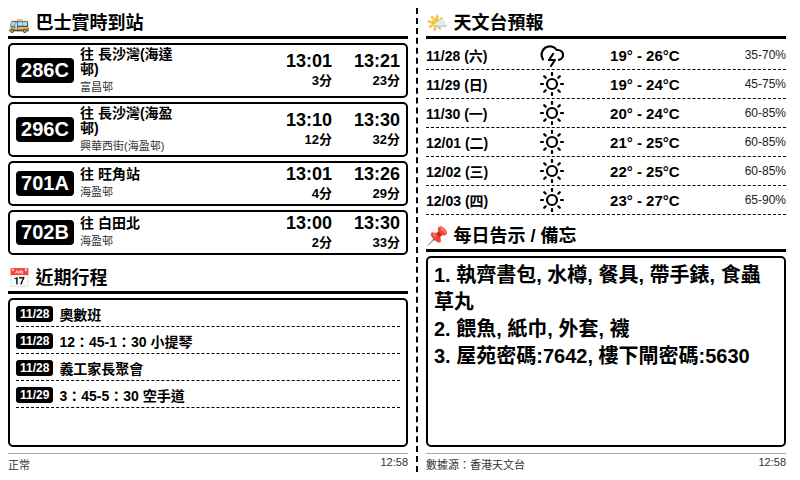 巴士實時到站
286C 往 長沙灣(海達 13:01 13:21
邨) 3分 23分
富昌邨
296C 往 長沙灣(海盈 13:10 13:30
邨) 12分 32分
興華西街(海盈邨)
701A 往 旺角站 13:01 13:26
海盈邨 4分 29分
702B 往 白田北 13:00 13:30
海盈邨 2分 33分
近期行程
11/28 奧數班
11/28 12：45-1：30 小提琴
11/28 義工家長聚會
11/29 3：45-5：30 空手道
正常 12:58
天文台預報
11/28 (六) 19° - 26°C 35-70%
11/29 (日) 19° - 24°C 45-75%
11/30 (一) 20° - 24°C 60-85%
12/01 (二) 21° - 25°C 60-85%
12/02 (三) 22° - 25°C 60-85%
12/03 (四) 23° - 27°C 65-90%
每日告示 / 備忘
1. 執齊書包, 水樽, 餐具, 帶手錶, 食蟲
草丸
2. 餵魚, 紙巾, 外套, 襪
3. 屋苑密碼:7642, 樓下閘密碼:5630
數據源：香港天文台 12:58